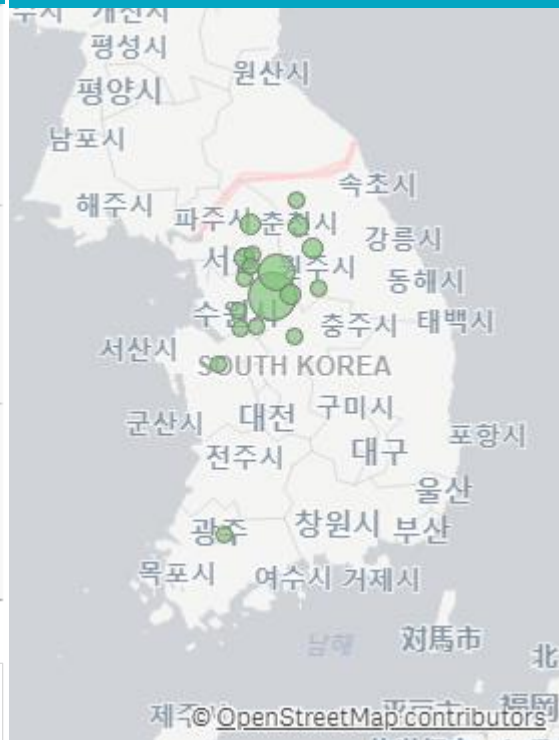 평성시
원산시
평양시
남포시
속초시
해주시
파주시
춘천시
강릉시
원주시
동해시
수원시
충주시
태백시
서산시
SOUTH KOREA
구미시
군산시
대전
포항시
대구
전주시
울산
창원시
부산
광주
목포시
여수시
거제시
남해
対馬市
北
福岡
© OpenStreetMap contributors